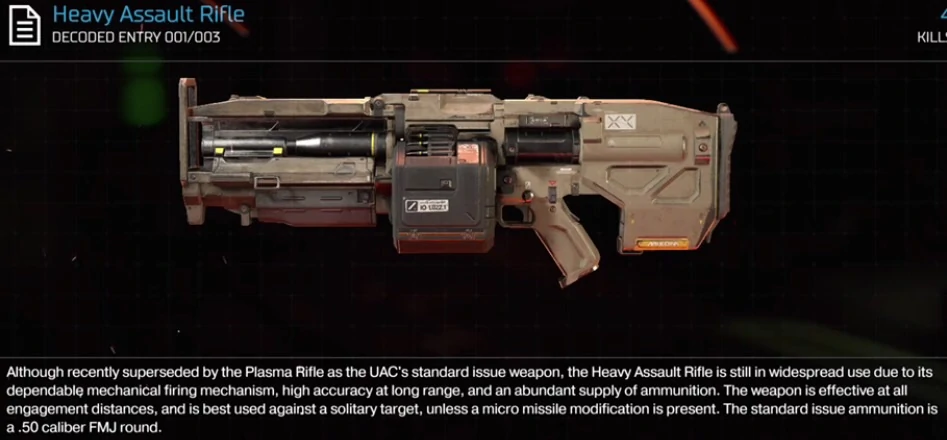 Heavy Assault Rifle
DECODED ENTRY 001/003
KILLS
Although recently superseded by the Plasma Rifle as the UAC's standard issue weapon, the Heavy Assault Rifle is still in widespread use due to its
dependable mechanical firing mechanism, high accuracy at long range, and an abundant supply of ammunition. The weapon is effective at all
engagement distances, and is best used against a solitary target, unless a micro missile modification is present. The standard issue ammunition is
a .50 caliber FMJ round.